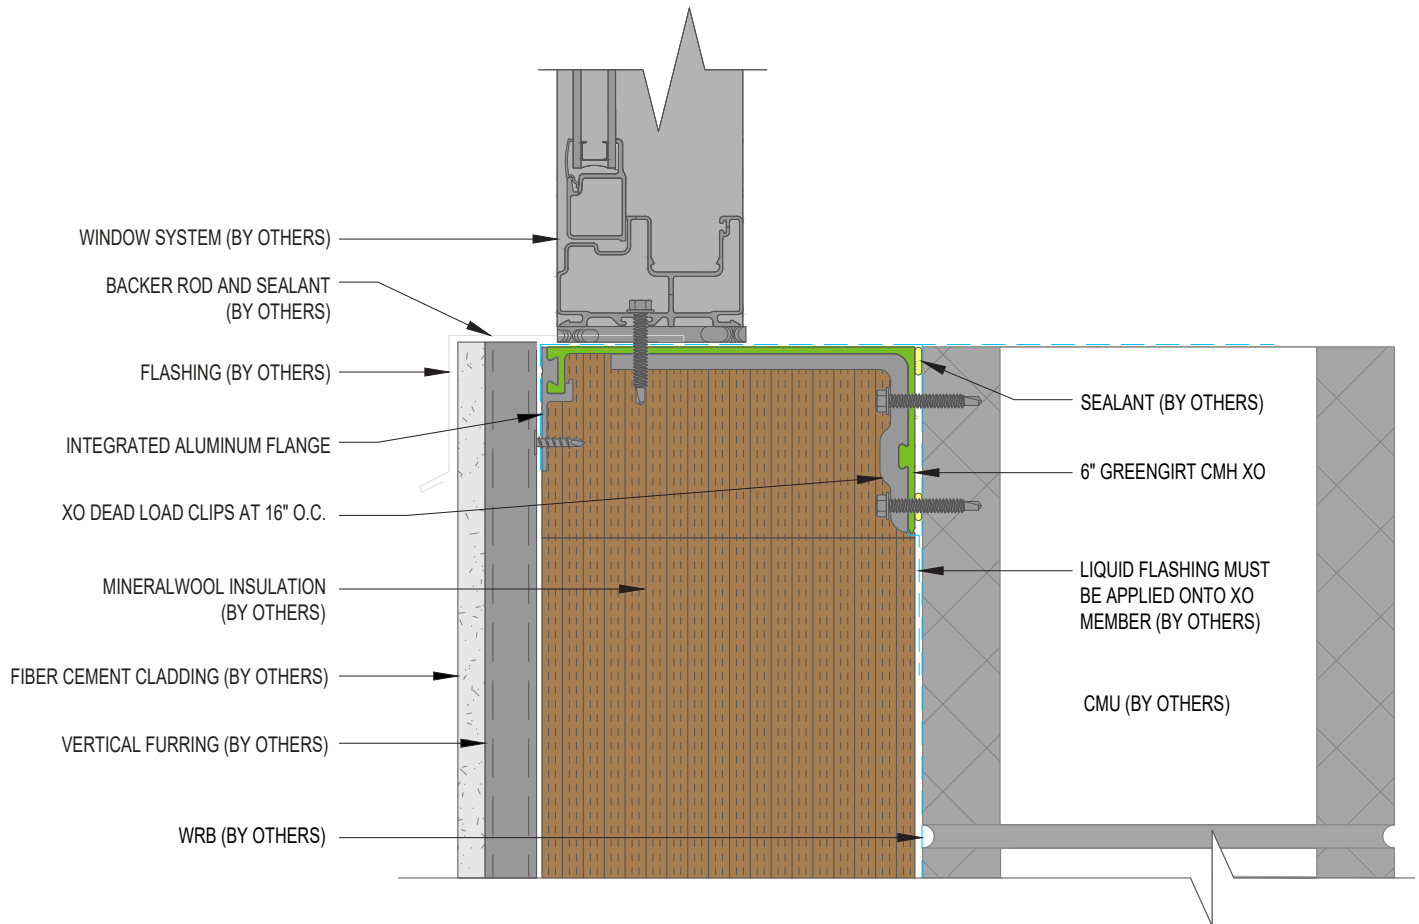 WINDOW SYSTEM (BY OTHERS)
BACKER ROD AND SEALANT
(BY OTHERS)
FLASHING (BY OTHERS)
INTEGRATED ALUMINUM FLANGE
XO DEAD LOAD CLIPS AT 16" O.C.
MINERALWOOL INSULATION
(BY OTHERS)
FIBER CEMENT CLADDING (BY OTHERS)
VERTICAL FURRING (BY OTHERS)
WRB (BY OTHERS)
SEALANT (BY OTHERS)
6" GREENGIRT CMH XO
LIQUID FLASHING MUST
BE APPLIED ONTO XO
MEMBER (BY OTHERS)
CMU (BY OTHERS)